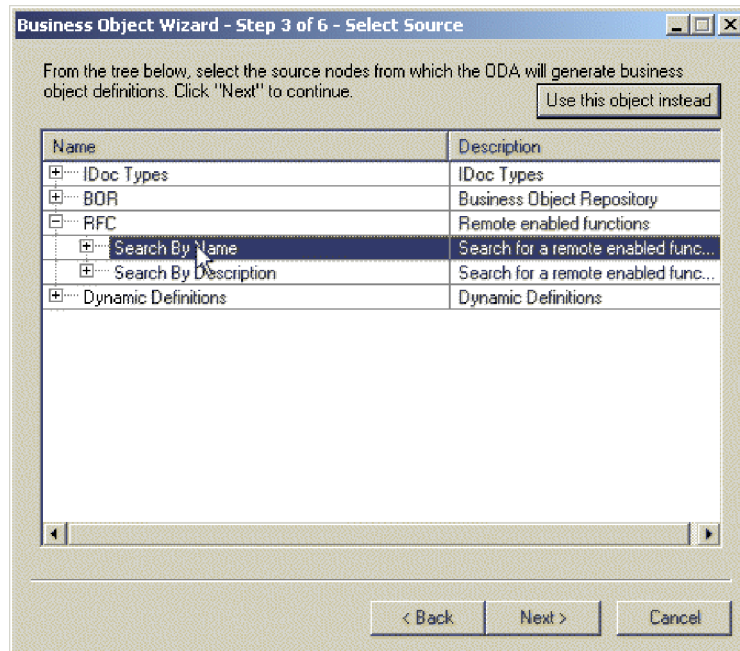 Business Object Wizard - Step 3 of 6 - Select Source
From the tree below, select the source nodes from which the ODA will generate business
object definitions. Click "Next" to continue.
Use this object instead
Name Description
IDoc Types IDoc Types
BOR Business Object Repository
RFC Remote enabled functions
Search By Name Search for a remote enabled func...
Search By Description Search for a remote enabled func...
Dynamic Definitions Dynamic Definitions
< Back Next > Cancel